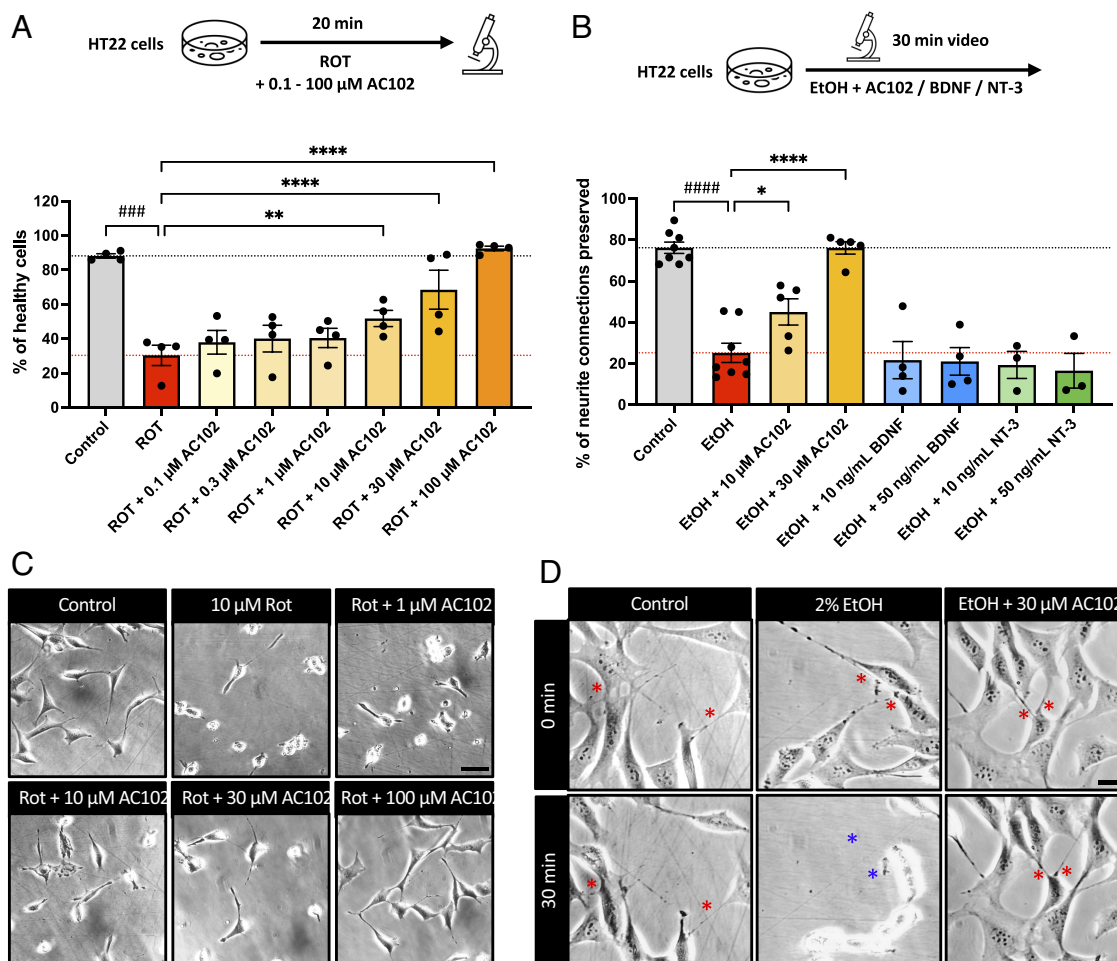 A
HT22 cells
20 min
ROT
+ 0.1 - 100 µM AC102
% of healthy cells
120
100
80
60
40
20
0
###
**
****
****
Control
ROT
ROT + 0.1 µM AC102
ROT + 0.3 µM AC102
ROT + 1 µM AC102
ROT + 10 µM AC102
ROT + 30 µM AC102
ROT + 100 µM AC102
B
HT22 cells
30 min video
EtOH + AC102 / BDNF / NT-3
% of neurite connections preserved
100
80
60
40
20
0
####
*
****
Control
EtOH
EtOH + 10 µM AC102
EtOH + 30 µM AC102
EtOH + 10 ng/mL BDNF
EtOH + 50 ng/mL BDNF
EtOH + 10 ng/mL NT-3
EtOH + 50 ng/mL NT-3
C
Control
10 µM Rot
Rot + 1 µM AC102
Rot + 10 µM AC102
Rot + 30 µM AC102
Rot + 100 µM AC102
D
Control
2% EtOH
EtOH + 30 µM AC102
0 min
* * * * * *
30 min
* * * * * *